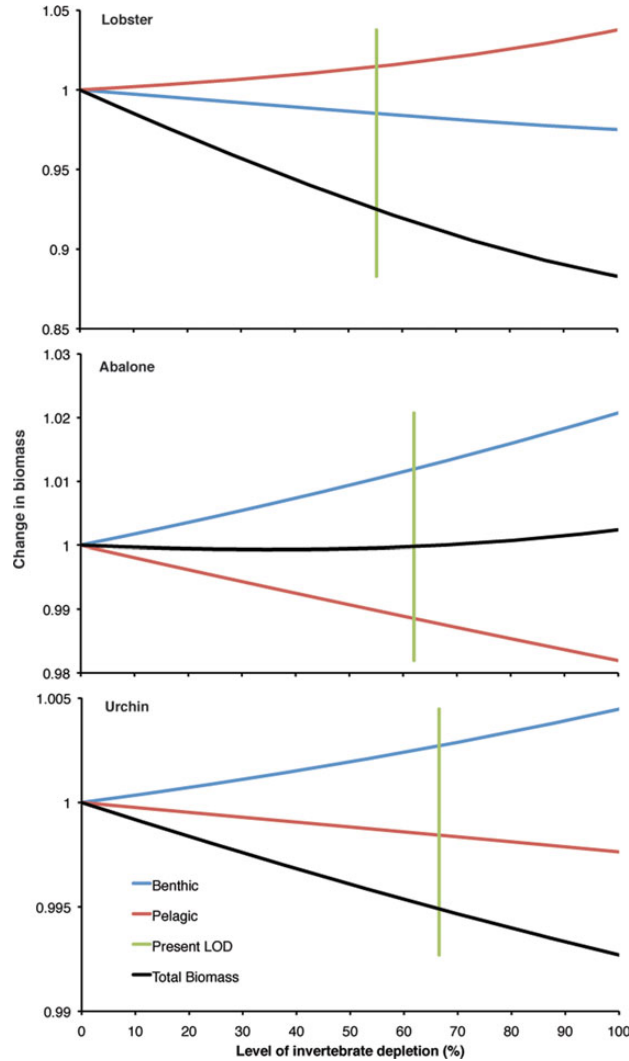 1.05
Lobster
1
0.95
0.9
0.85
1.03
Abalone
1.02
1.01
1
0.99
0.98
Change in biomass
1.005
Urchin
1
0.995
0.99
Benthic
Pelagic
Present LOD
Total Biomass
0 10 20 30 40 50 60 70 80 90 100
Level of invertebrate depletion (%)